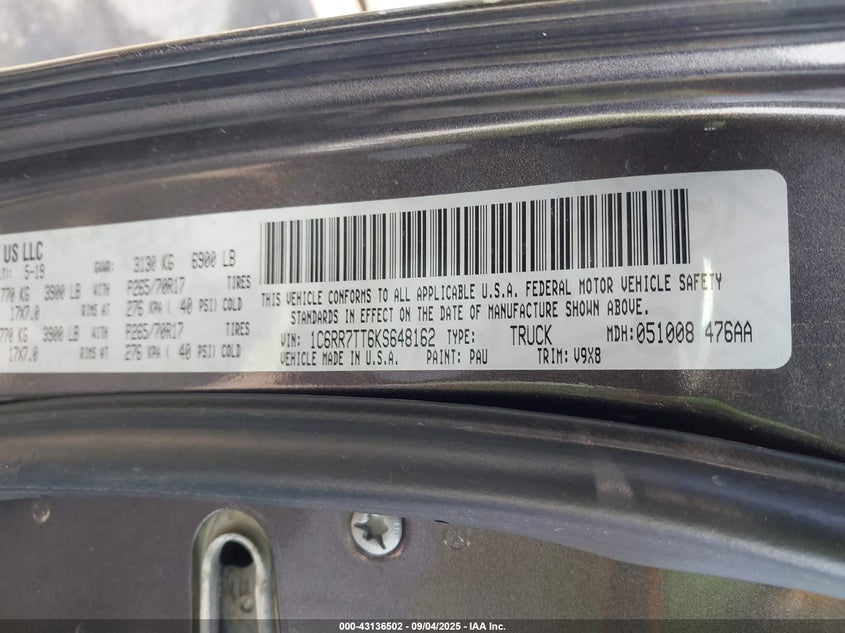 US LLC
5-19 GVWR: 3130 KG 6900 LB
770 KG 3900 LB WITH P265/70R17 TIRES
17X7.0 RIMS AT 276 KPA ( 40 PSI) COLD
770 KG 3900 LB WITH P265/70R17 TIRES
17X7.0 RIMS AT 276 KPA ( 40 PSI) COLD
THIS VEHICLE CONFORMS TO ALL APPLICABLE U.S.A. FEDERAL MOTOR VEHICLE SAFETY
STANDARDS IN EFFECT ON THE DATE OF MANUFACTURE SHOWN ABOVE.
VIN: 1C6RR7TT6KS648162 TYPE: TRUCK MDH: 051008 476AA
VEHICLE MADE IN U.S.A. PAINT: PAU TRIM: V9X8
000-43136502 - 09/04/2025 - IAA Inc.